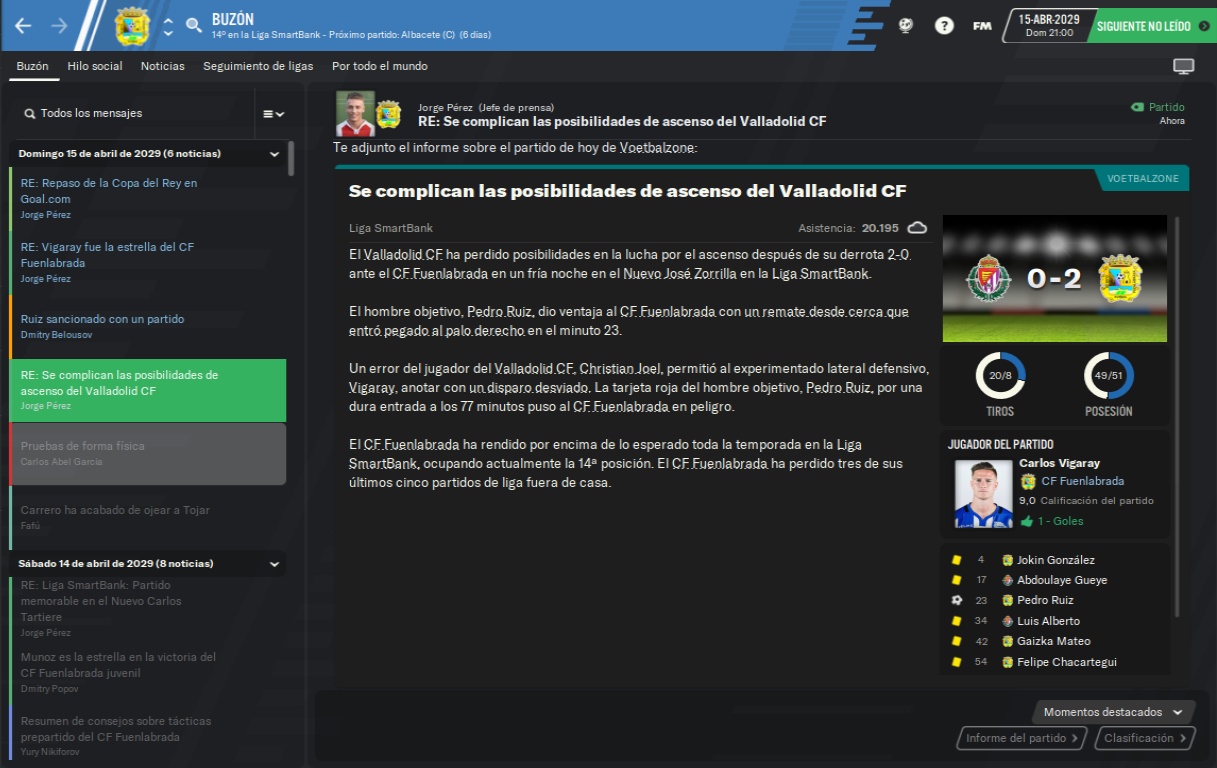 BUZÓN
14º en la Liga SmartBank - Próximo partido: Albacete (C) (6 días)
?
FM
15-ABR-2029
Dom 21:00
SIGUIENTE NO LEÍDO
Buzón
Hilo social
Noticias
Seguimiento de ligas
Por todo el mundo
Todos los mensajes
Domingo 15 de abril de 2029 (6 noticias)
RE: Repaso de la Copa del Rey en
Goal.com
Jorge Pérez
RE: Vigaray fue la estrella del CF
Fuenlabrada
Jorge Pérez
Ruiz sancionado con un partido
Dmitry Belousov
RE: Se complican las posibilidades de
ascenso del Valladolid CF
Jorge Pérez
Pruebas de forma física
Carlos Abel García
Carrero ha acabado de ojear a Tojar
Fafú
Sábado 14 de abril de 2029 (8 noticias)
RE: Liga SmartBank: Partido
memorable en el Nuevo Carlos
Tartiere
Jorge Pérez
Munoz es la estrella en la victoria del
CF Fuenlabrada juvenil
Dmitry Popov
Resumen de consejos sobre tácticas
prepartido del CF Fuenlabrada
Yury Nikiforov
Jorge Pérez (Jefe de prensa)
RE: Se complican las posibilidades de ascenso del Valladolid CF
Partido
Ahora
Te adjunto el informe sobre el partido de hoy de Voetbalzone:
VOETBALZONE
Se complican las posibilidades de ascenso del Valladolid CF
Liga SmartBank
Asistencia: 20.195
El Valladolid CF ha perdido posibilidades en la lucha por el ascenso después de su derrota 2-0
ante el CF Fuenlabrada en un fría noche en el Nuevo José Zorrilla en la Liga SmartBank.
El hombre objetivo, Pedro Ruiz, dio ventaja al CF Fuenlabrada con un remate desde cerca que
entró pegado al palo derecho en el minuto 23.
Un error del jugador del Valladolid CF, Christian Joel, permitió al experimentado lateral defensivo,
Vigaray, anotar con un disparo desviado. La tarjeta roja del hombre objetivo, Pedro Ruiz, por una
dura entrada a los 77 minutos puso al CF Fuenlabrada en peligro.
El CF Fuenlabrada ha rendido por encima de lo esperado toda la temporada en la Liga
SmartBank, ocupando actualmente la 14ª posición. El CF Fuenlabrada ha perdido tres de sus
últimos cinco partidos de liga fuera de casa.
0-2
20/8
TIROS
49/51
POSESIÓN
JUGADOR DEL PARTIDO
Carlos Vigaray
CF Fuenlabrada
9,0 Calificación del partido
1 - Goles
4 Jokin González
17 Abdoulaye Gueye
23 Pedro Ruiz
34 Luis Alberto
42 Gaizka Mateo
54 Felipe Chacartegui
Momentos destacados
Informe del partido
Clasificación